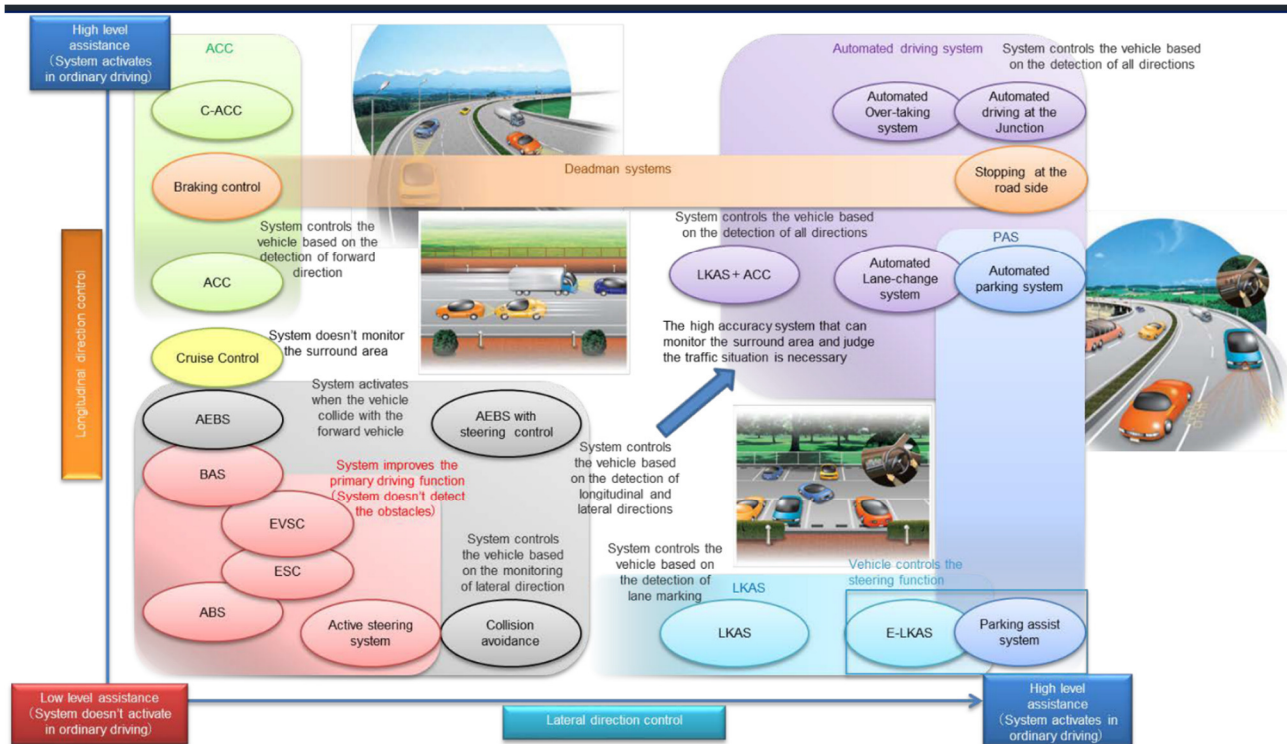 High level
assistance
(System activates
in ordinary driving)
ACC
C-ACC
Braking control
System controls the
vehicle based on the
detection of forward
direction
ACC
Deadman systems
Automated driving system
System controls the vehicle based
on the detection of all directions
Automated
Over-taking
system
Automated
driving at the
Junction
Stopping at the
road side
System controls the vehicle based
on the detection of all directions
PAS
LKAS + ACC
Automated
Lane-change
system
Automated
parking system
The high accuracy system that can
monitor the surround area and judge
the traffic situation is necessary
Longitudinal direction control
Cruise Control
System doesn't monitor
the surround area
AEBS
System activates
when the vehicle
collide with the
forward vehicle
AEBS with
steering control
BAS
System improves the
primary driving function
(System doesn't detect
the obstacles)
EVSC
ESC
ABS
Active steering
system
System controls
the vehicle based
on the monitoring
of lateral direction
Collision
avoidance
System controls
the vehicle based
on the detection of
longitudinal and
lateral directions
System controls the
vehicle based on
the detection of
lane marking
LKAS
LKAS
Vehicle controls the
steering function
E-LKAS
Parking assist
system
Low level assistance
(System doesn't activate
in ordinary driving)
Lateral direction control
High level
assistance
(System activates in
ordinary driving)